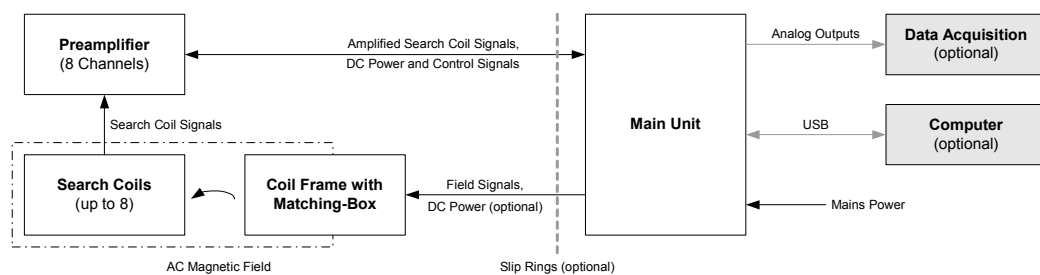 Preamplifier
(8 Channels)
Amplified Search Coil Signals,
DC Power and Control Signals
Analog Outputs
Data Acquisition
(optional)
Search Coil Signals
Main Unit
USB
Computer
(optional)
Search Coils
(up to 8)
Coil Frame with
Matching-Box
Field Signals,
DC Power (optional)
Mains Power
AC Magnetic Field
Slip Rings (optional)